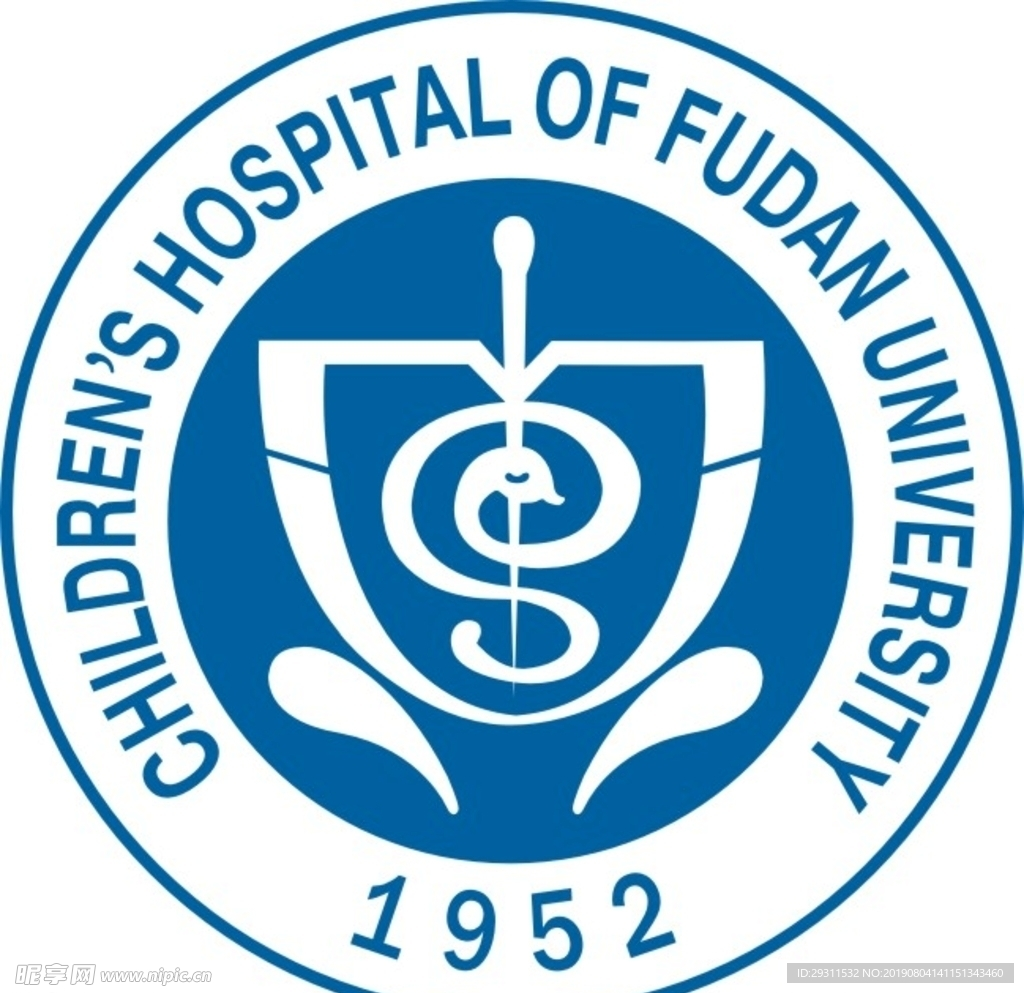 CHILDREN'S HOSPITAL OF FUDAN UNIVERSITY
1952
昵享网 www.nipic.cn
ID:29311532 NO:20190804141151343460